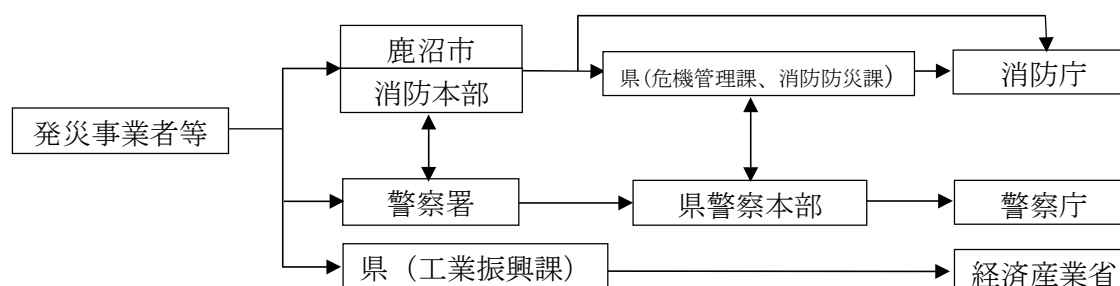 鹿沼市
消防本部
県(危機管理課、消防防災課)
消防庁
発災事業者等
警察署
県警察本部
警察庁
県（工業振興課）
経済産業省